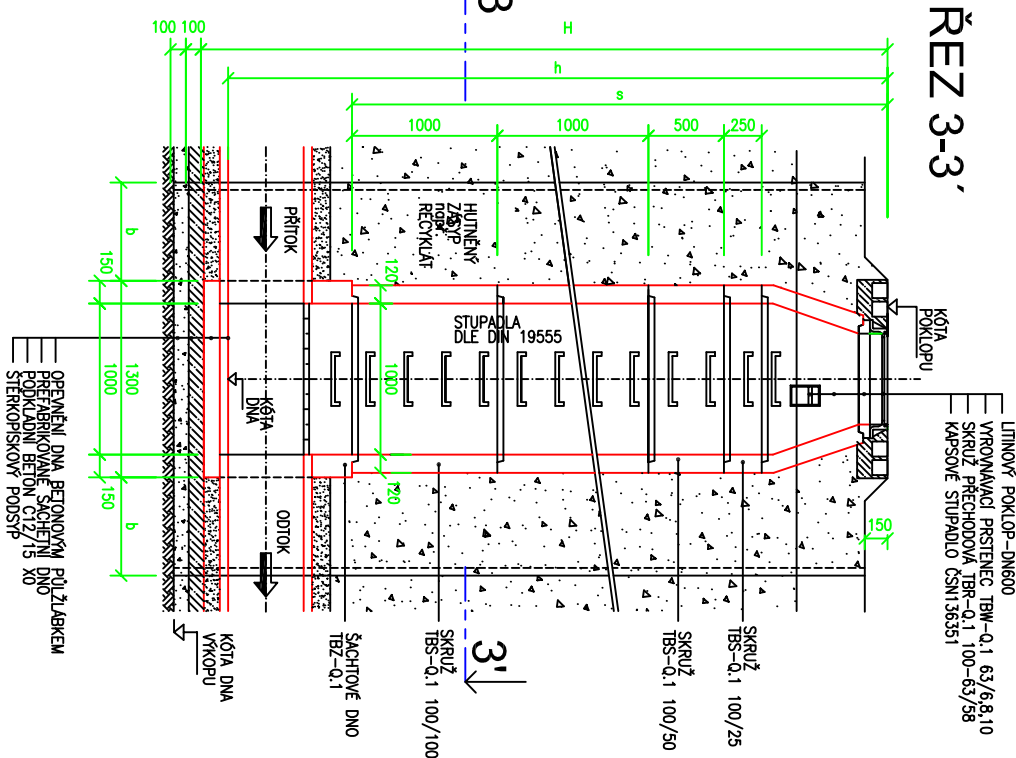 ŘEZ 3-3´
LITINOVÝ POKLOP-DN600
VYROVNÁVACÍ PRSTENEC TBW-Q.1 63/6,8,10
SKRUŽ PŘECHODOVÁ TBR-Q.1 100-63/58
KAPSOVÉ STUPADLO ČSN136351
KÓTA
POKLOPU
150
H
h
s
100
100
1000
1000
500
250
STUPADLA
DLE DIN 19555
HUTNĚNÝ
ZÁSYP
např.
RECYKLÁT
120
1000
120
PŘÍTOK
ODTOK
KÓTA
DNA
b
1300
b
150
1000
150
SKRUŽ
TBS-Q.1 100/25
SKRUŽ
TBS-Q.1 100/50
SKRUŽ
TBS-Q.1 100/100
ŠACHTOVÉ DNO
TBZ-Q.1
KÓTA DNA
VÝKOPU
OPEVNĚNÍ DNA BETONOVÝM PŮLŽLÁBKEM
PREFABRIKOVANÉ ŠACHETNÍ DNO
PODKLADNÍ BETON C12/15 X0
ŠTĚRKOPÍSKOVÝ PODSYP
3
3'